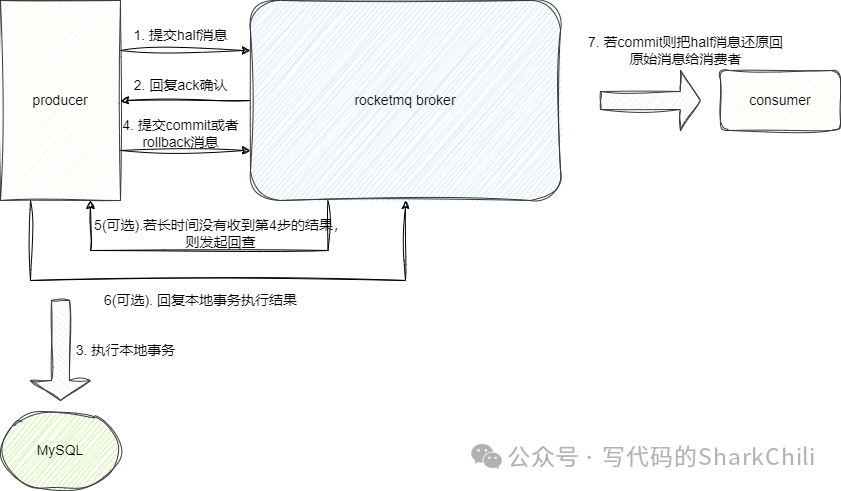 1. 提交half消息
7. 若commit则把half消息还原回
原始消息给消费者
producer
2. 回复ack确认
rocketmq broker
consumer
4. 提交commit或者
rollback消息
5(可选).若长时间没有收到第4步的结果，
则发起回查
6(可选). 回复本地事务执行结果
3. 执行本地事务
MySQL
公众号 · 写代码的SharkChili